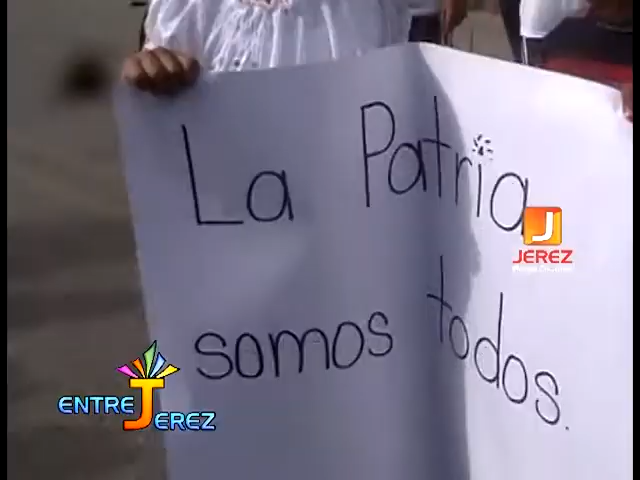 La Patria
somos todos.
JEREZ
ENTRE
JEREZ